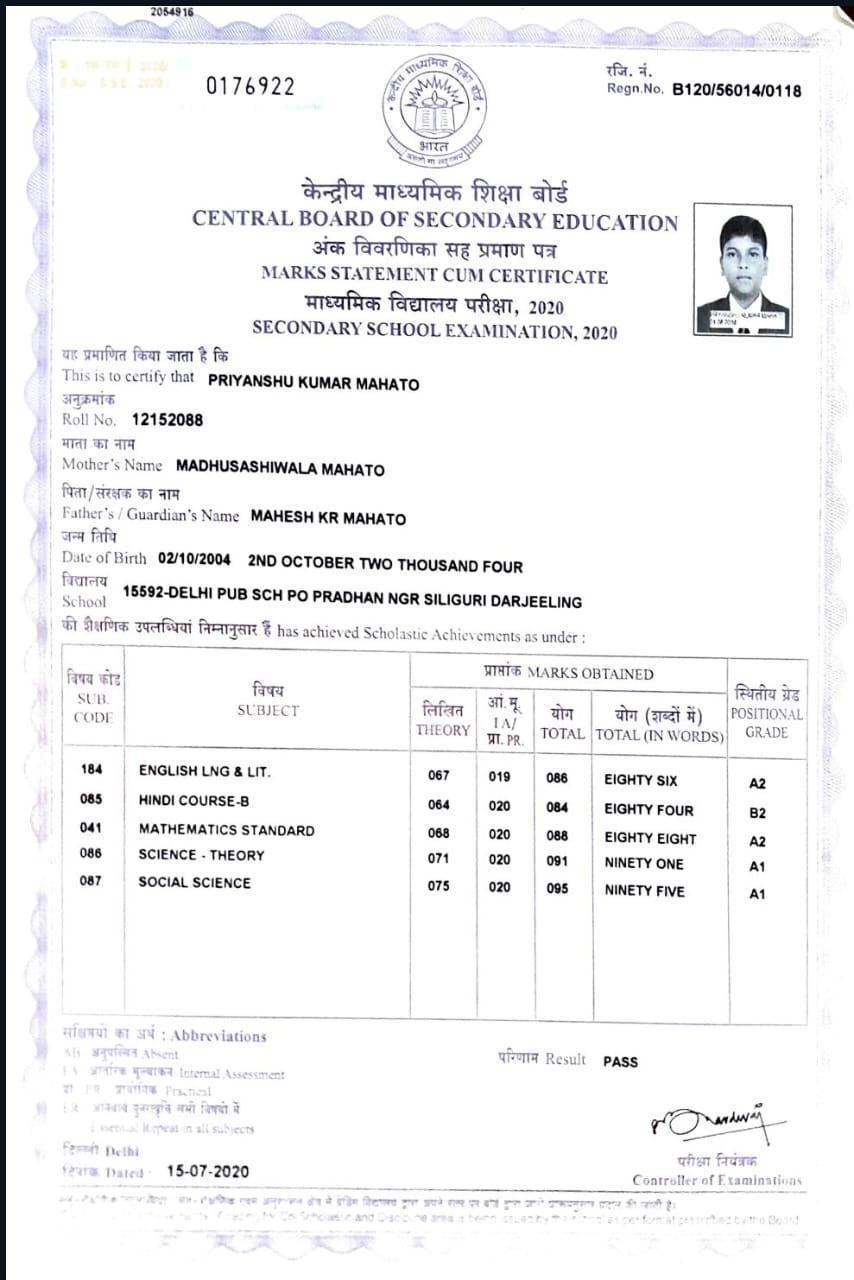 2054916
0176922
रजि. नं.
Regn.No. B120/56014/0118
केन्द्रीय माध्यमिक शिक्षा बोर्ड
भारत
असतो मा सद्गमय
केन्द्रीय माध्यमिक शिक्षा बोर्ड
CENTRAL BOARD OF SECONDARY EDUCATION
अंक विवरणिका सह प्रमाण पत्र
MARKS STATEMENT CUM CERTIFICATE
माध्यमिक विद्यालय परीक्षा, 2020
SECONDARY SCHOOL EXAMINATION, 2020
यह प्रमाणित किया जाता है कि
This is to certify that PRIYANSHU KUMAR MAHATO
अनुक्रमांक
Roll No. 12152088
माता का नाम
Mother's Name MADHUSASHIWALA MAHATO
पिता/संरक्षक का नाम
Father's / Guardian's Name MAHESH KR MAHATO
जन्म तिथि
Date of Birth 02/10/2004 2ND OCTOBER TWO THOUSAND FOUR
विद्यालय
School 15592-DELHI PUB SCH PO PRADHAN NGR SILIGURI DARJEELING
की शैक्षणिक उपलब्धियां निम्नानुसार हैं has achieved Scholastic Achievements as under :
विषय कोड SUB. CODE विषय SUBJECT प्राप्तांक MARKS OBTAINED स्थितीय ग्रेड POSITIONAL GRADE
लिखित THEORY आं.मू. IA/ प्रा. PR. योग TOTAL योग (शब्दों में) TOTAL (IN WORDS)
184 ENGLISH LNG & LIT. 067 019 086 EIGHTY SIX A2
085 HINDI COURSE-B 064 020 084 EIGHTY FOUR B2
041 MATHEMATICS STANDARD 068 020 088 EIGHTY EIGHT A2
086 SCIENCE - THEORY 071 020 091 NINETY ONE A1
087 SOCIAL SCIENCE 075 020 095 NINETY FIVE A1
का अर्थ : Abbreviations
AB अनुपस्थित Absent
परिणाम Result PASS
I A आंतरिक मूल्यांकन Internal Assessment
PR प्रायोगिक Practical
E R सभी विषयों में
Essential Repeat in all subjects
दिल्ली Delhi
दिनांक Dated : 15-07-2020
परीक्षा नियंत्रक
Controller of Examinations
Grading for Co-Scholastic and Discipline area is being issued by the School as per format prescribed by the Board